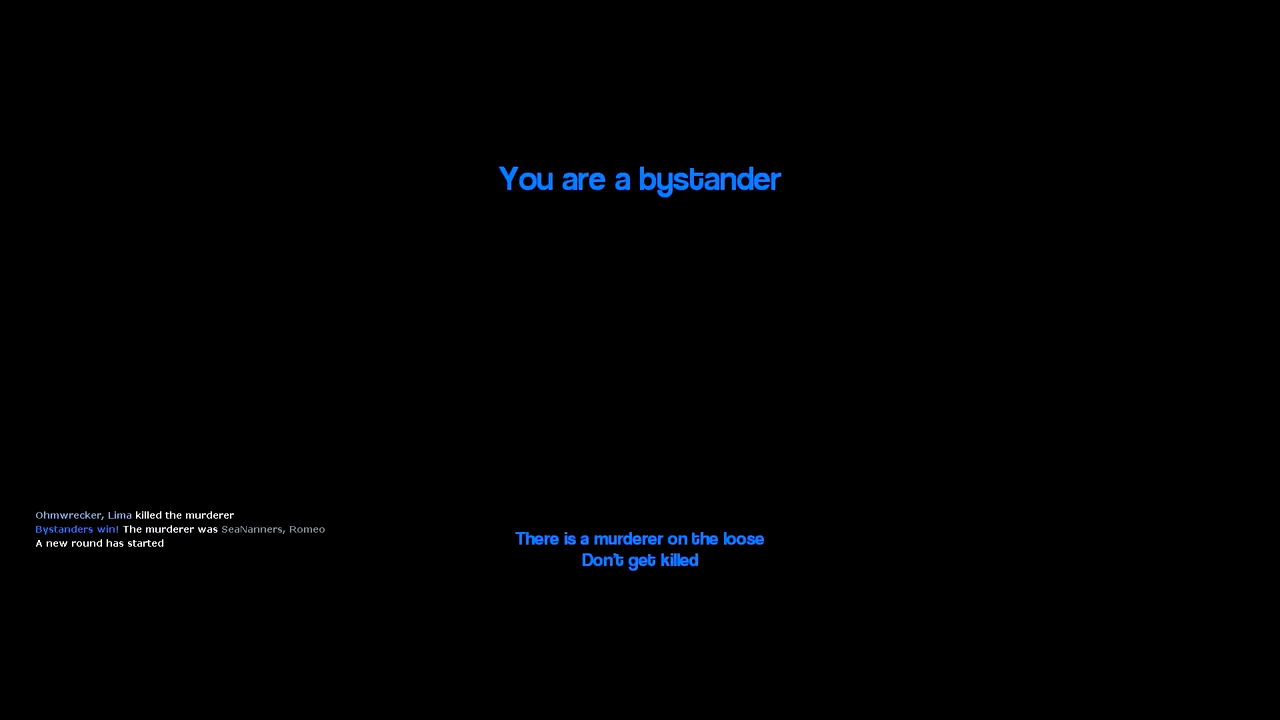 You are a bystander
Ohmwrecker, Lima killed the murderer
Bystanders win! The murderer was SeaNanners, Romeo
A new round has started
There is a murderer on the loose
Don't get killed